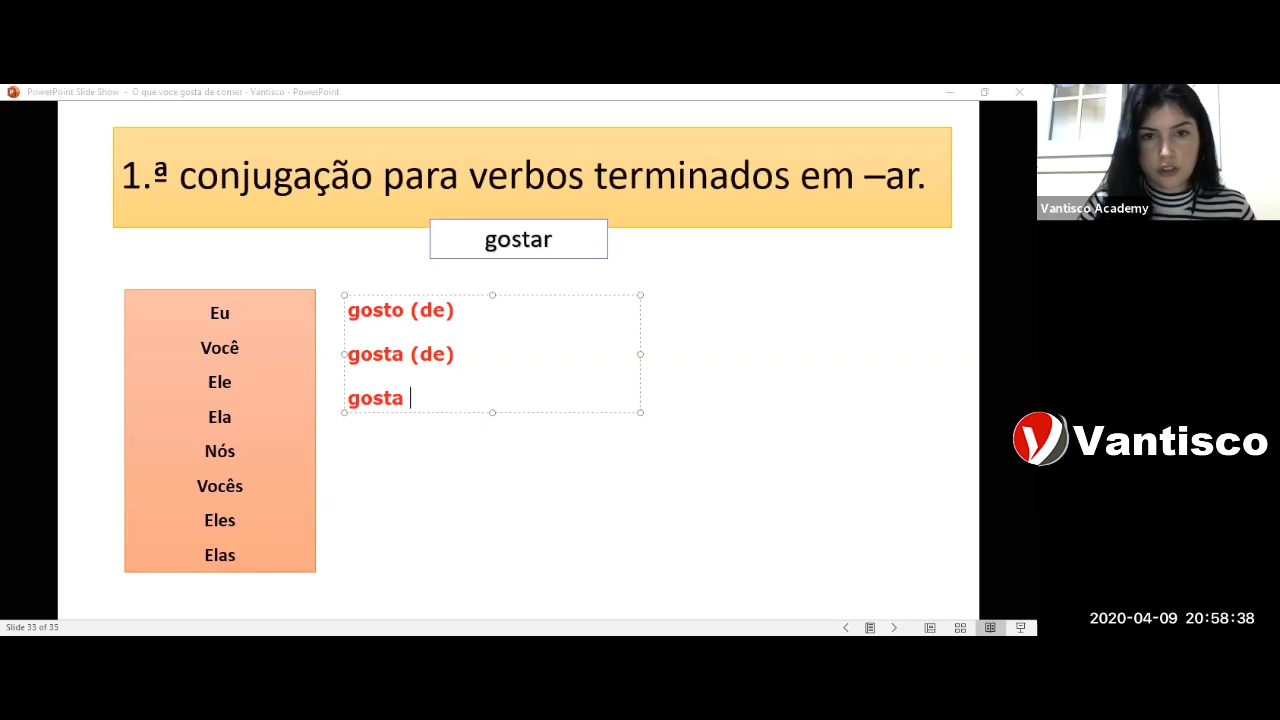 PowerPoint Slide Show - O que voce gosta de comer - Vantisco - PowerPoint
1.ª conjugação para verbos terminados em –ar.
gostar
Eu
Você
Ele
Ela
Nós
Vocês
Eles
Elas
gosto (de)
gosta (de)
gosta
Vantisco Academy
Vantisco
2020-04-09 20:58:38
Slide 33 of 35